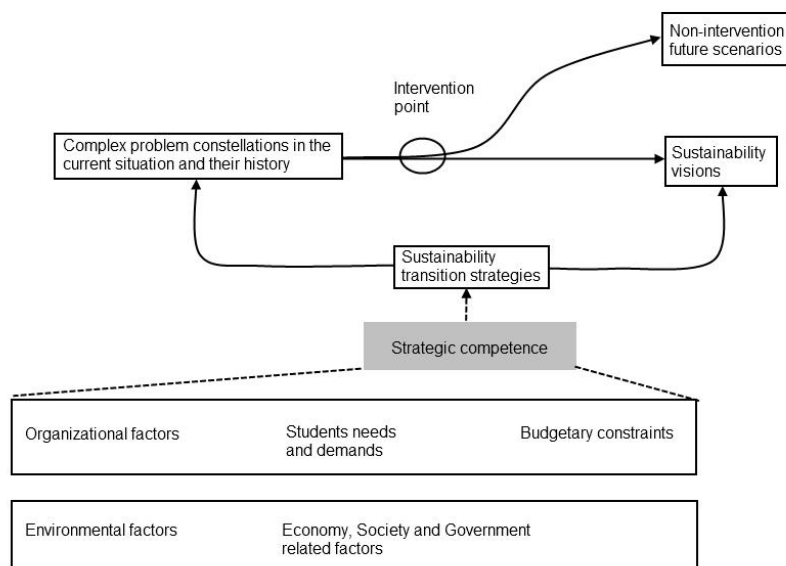 Non-intervention
future scenarios
Intervention
point
Complex problem constellations in the
current situation and their history
Sustainability
visions
Sustainability
transition strategies
Strategic competence
Organizational factors
Students needs
and demands
Budgetary constraints
Environmental factors
Economy, Society and Government
related factors